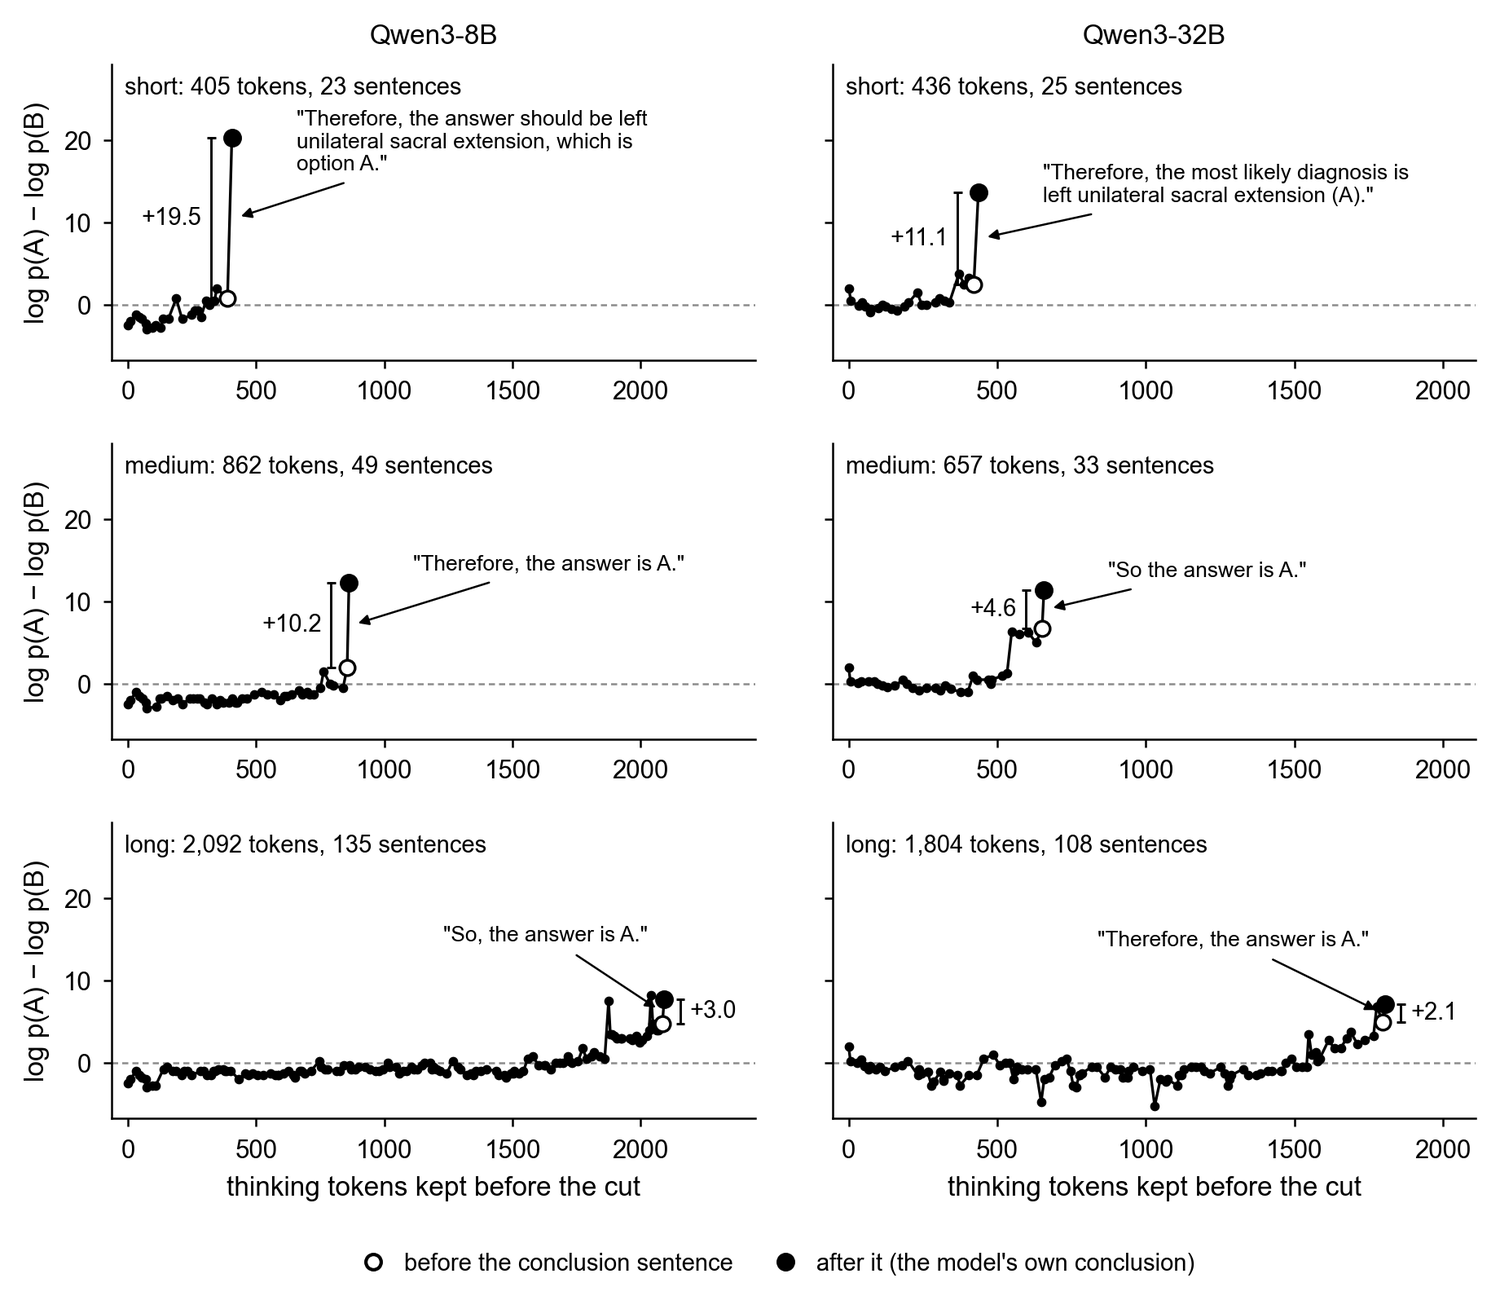 Qwen3-8B
Qwen3-32B
short: 405 tokens, 23 sentences
"Therefore, the answer should be left
unilateral sacral extension, which is
option A."
+19.5
log p(A) − log p(B)
20
10
0
0 500 1000 1500 2000
short: 436 tokens, 25 sentences
"Therefore, the most likely diagnosis is
left unilateral sacral extension (A)."
+11.1
0 500 1000 1500 2000
medium: 862 tokens, 49 sentences
"Therefore, the answer is A."
+10.2
log p(A) − log p(B)
20
10
0
0 500 1000 1500 2000
medium: 657 tokens, 33 sentences
"So the answer is A."
+4.6
0 500 1000 1500 2000
long: 2,092 tokens, 135 sentences
"So, the answer is A."
+3.0
log p(A) − log p(B)
20
10
0
0 500 1000 1500 2000
thinking tokens kept before the cut
long: 1,804 tokens, 108 sentences
"Therefore, the answer is A."
+2.1
0 500 1000 1500 2000
thinking tokens kept before the cut
before the conclusion sentence
after it (the model's own conclusion)